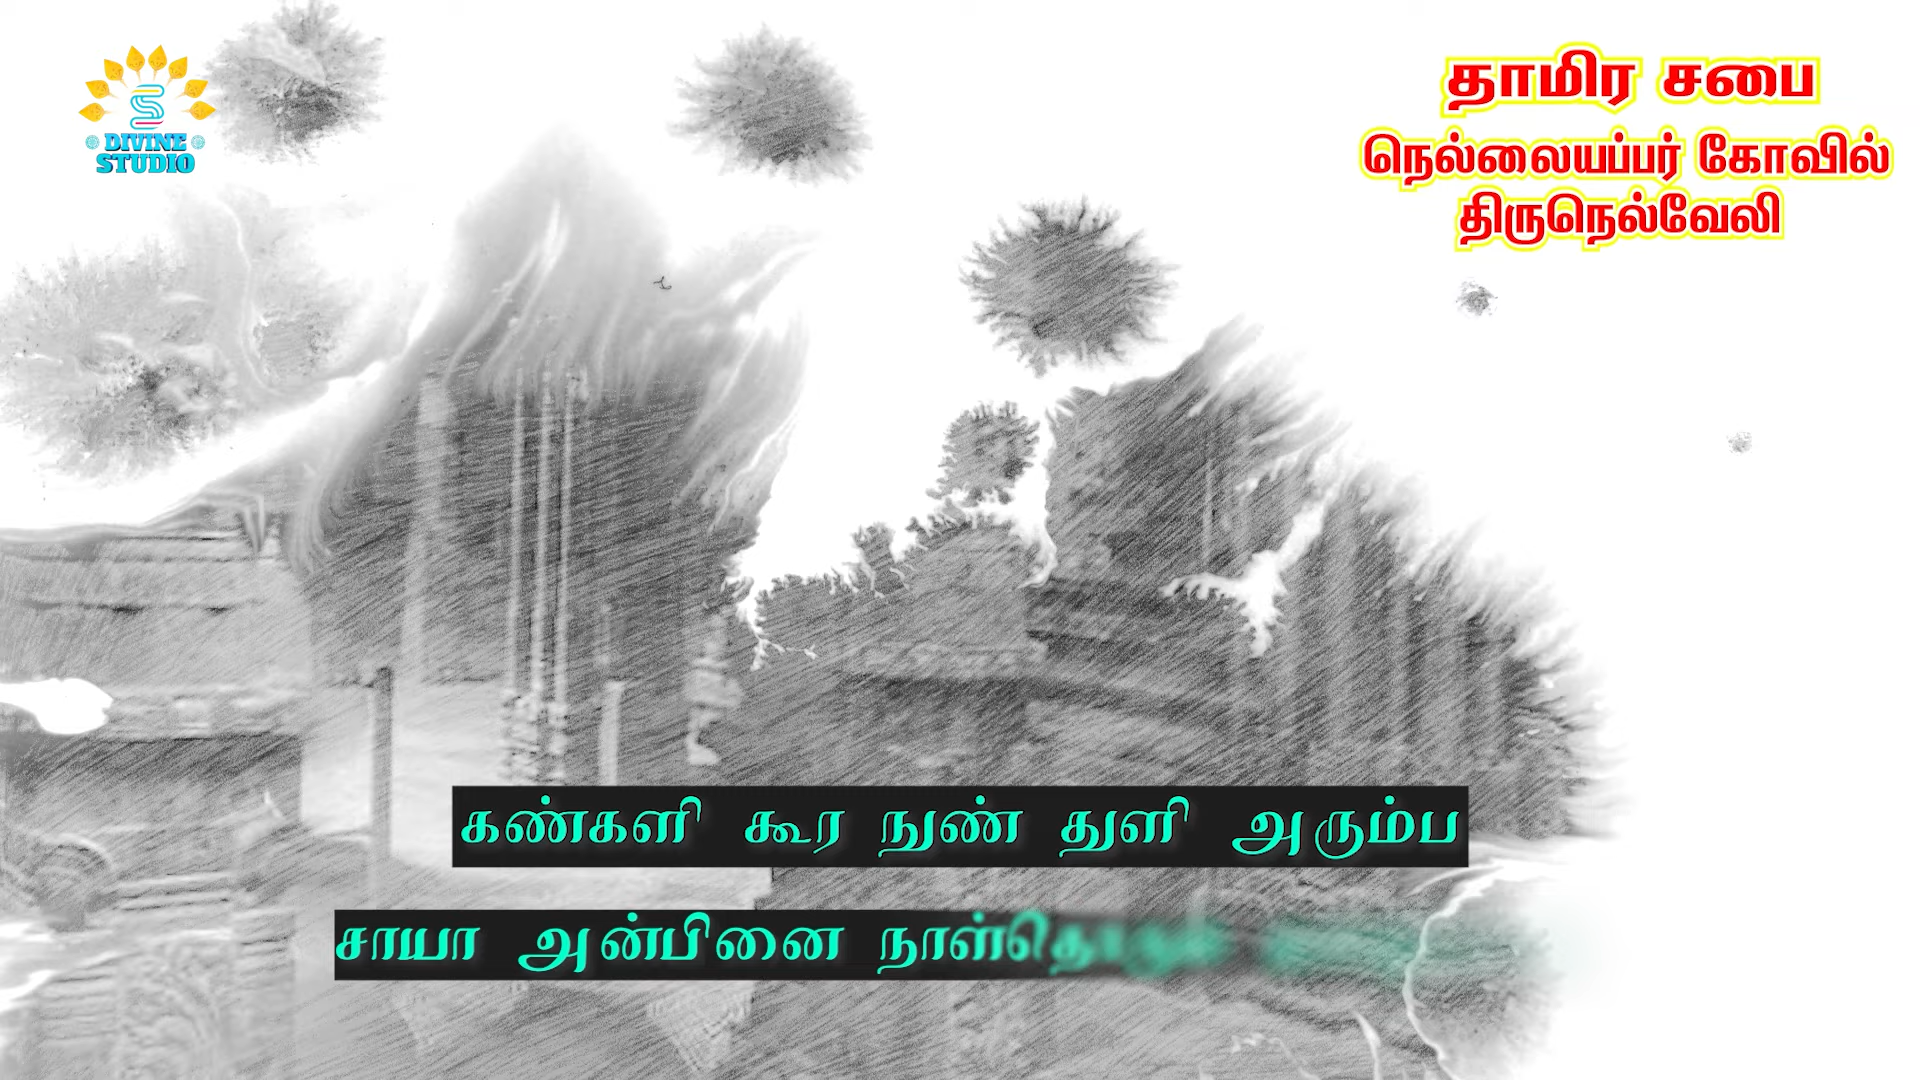 S
DIVINE
STUDIO
தாமிர சபை
நெல்லையப்பர் கோவில்
திருநெல்வேலி
கண்களி கூர நுண் துளி அரும்ப
சாயா அன்பினை